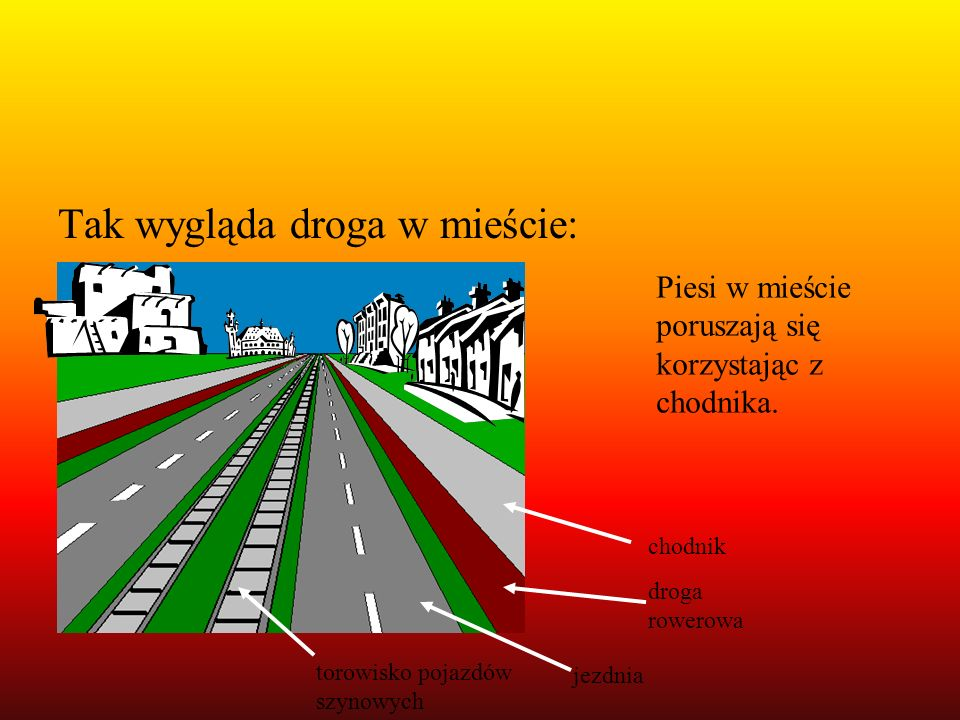 Tak wygląda droga w mieście:
Piesi w mieście
poruszają się
korzystając z
chodnika.
chodnik
droga
rowerowa
torowisko pojazdów
szynowych
jezdnia